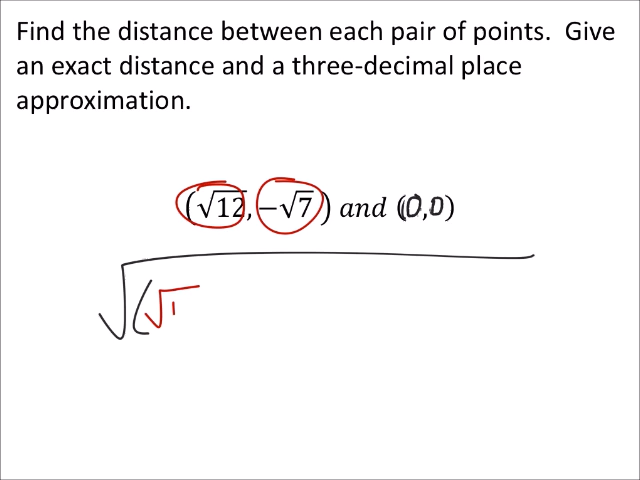 Find the distance between each pair of points. Give
an exact distance and a three-decimal place
approximation.
(√12, −√7) and (0,0)
√(√1